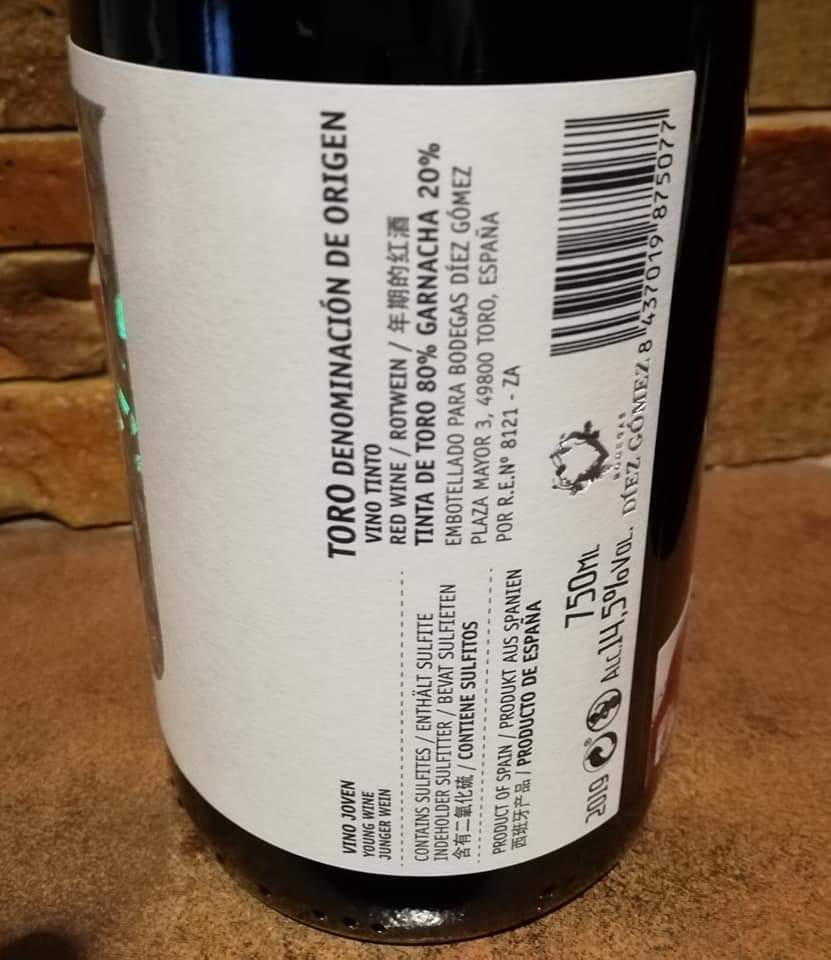 TORO DENOMINACIÓN DE ORIGEN
VINO TINTO
RED WINE / ROTWEIN / 年期的红酒
TINTA DE TORO 80% GARNACHA 20%
EMBOTELLADO PARA BODEGAS DÍEZ GÓMEZ
PLAZA MAYOR 3, 49800 TORO, ESPAÑA
POR R.E.Nº 8121 - ZA
VINO JOVEN
YOUNG WINE
JUNGER WEIN
CONTAINS SULFITES / ENTHÄLT SULFITE
INDEHOLDER SULFITTER / BEVAT SULFIETEN
含有二氧化硫 / CONTIENE SULFITOS
PRODUCT OF SPAIN / PRODUKT AUS SPANIEN
西班牙产品 / PRODUCTO DE ESPAÑA
750ML
2019 ALC.14,5%VOL.
BODEGAS
DÍEZ GÓMEZ
8 437019 875077